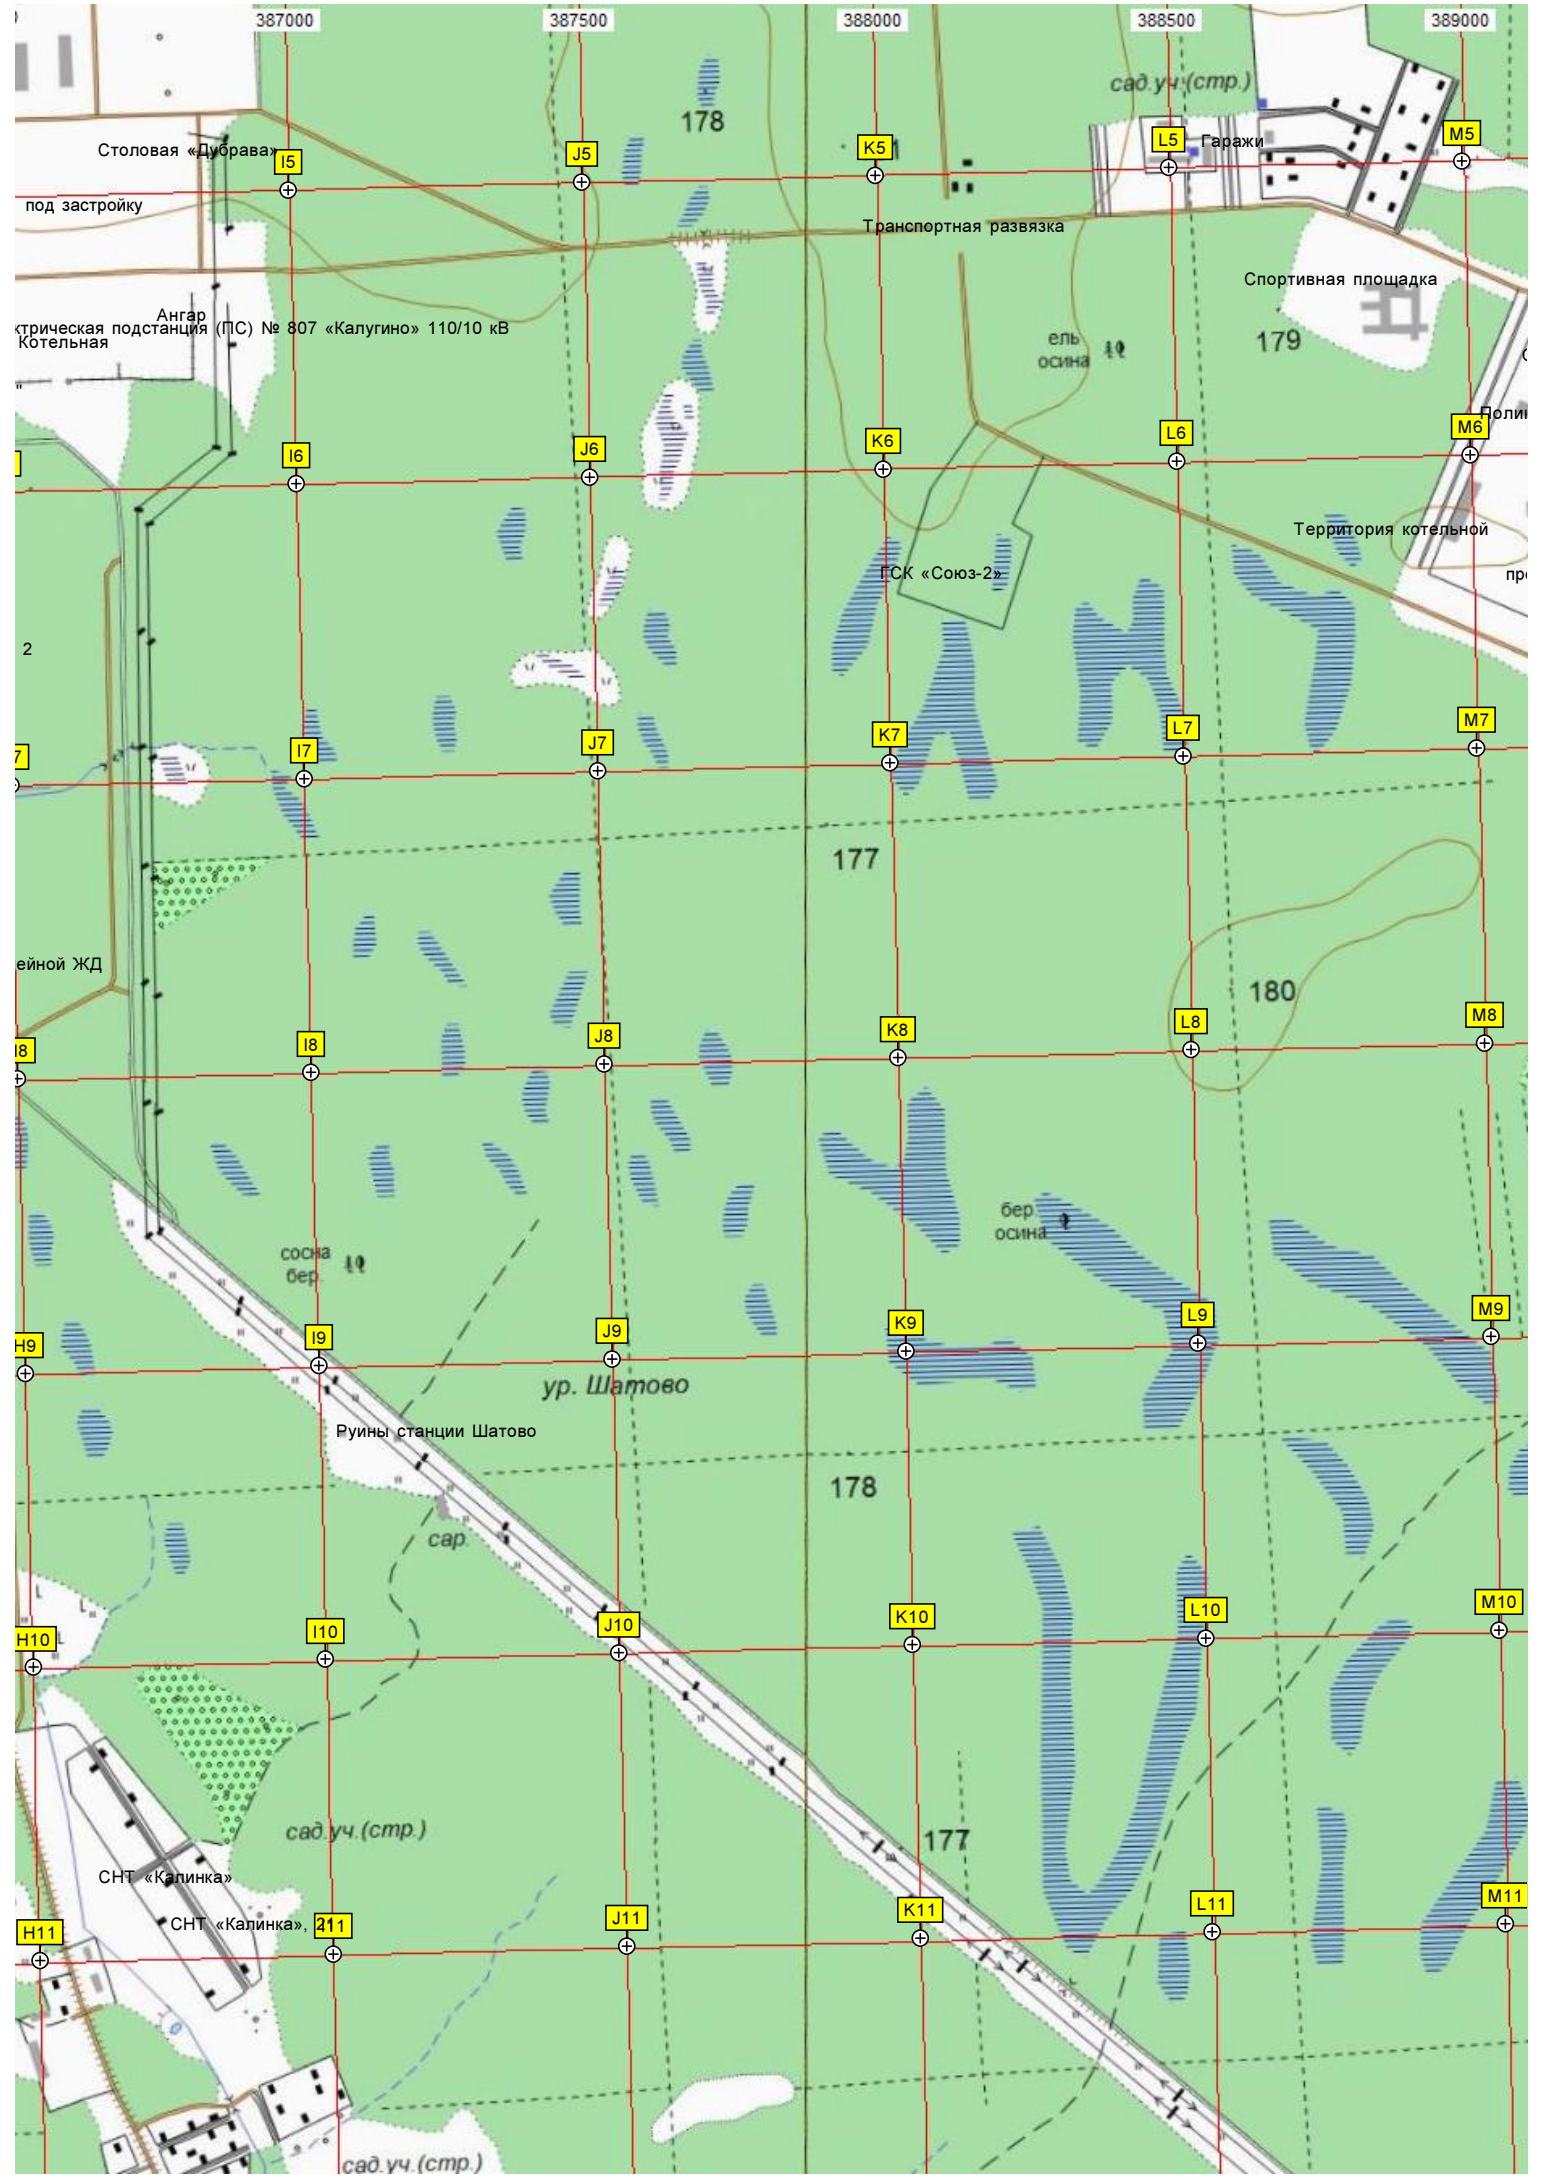 387000
387500
388000
388500
389000
сад.уч.(стр.)
178
Столовая «Дубрава»
I5
J5
K5
L5
Гаражи
M5
под застройку
Транспортная развязка
Спортивная площадка
Ангар
ктрическая подстанция (ПС) № 807 «Калугино» 110/10 кВ
Котельная
ель
осина
179
I6
J6
K6
L6
M6
Территория котельной
ГСК «Союз-2»
2
7
I7
J7
K7
L7
M7
177
ейной ЖД
180
I8
J8
K8
L8
M8
бер.
осина
сосна
бер.
H9
I9
J9
K9
L9
M9
ур. Шатово
Руины станции Шатово
178
сар.
H10
I10
J10
K10
L10
M10
сад.уч.(стр.)
177
СНТ «Калинка»
СНТ «Калинка», 21
H11
I11
J11
K11
L11
M11
сад.уч.(стр.)